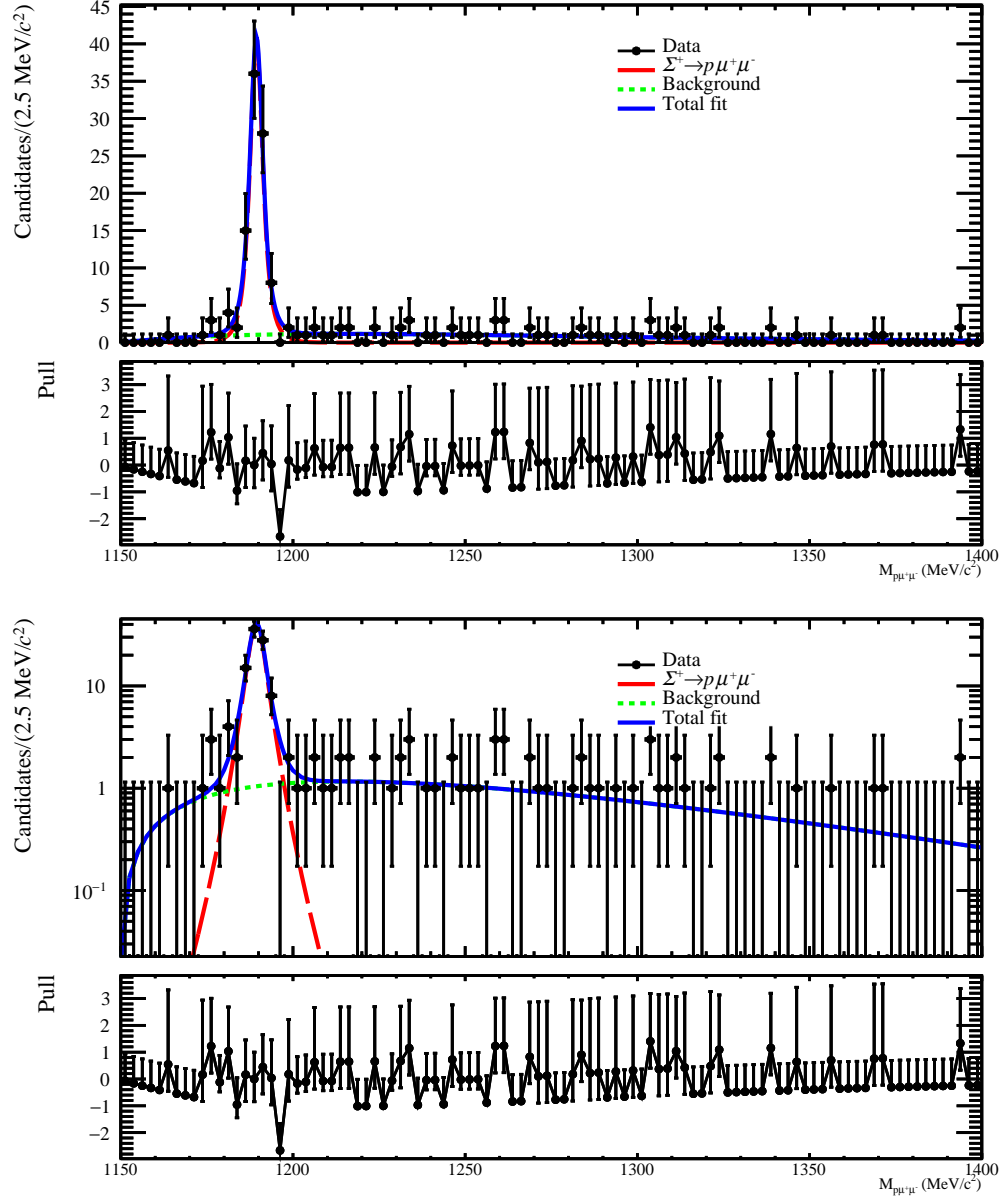 Candidates/(2.5 MeV/c²)
45
40
35
30
25
20
15
10
5
0
Data
Σ⁺→pμ⁺μ⁻
Background
Total fit
Pull
3
2
1
0
−1
−2
1150 1200 1250 1300 1350 1400
M_pμ⁺μ⁻ (MeV/c²)
Candidates/(2.5 MeV/c²)
10
1
10⁻¹
Data
Σ⁺→pμ⁺μ⁻
Background
Total fit
Pull
3
2
1
0
−1
−2
1150 1200 1250 1300 1350 1400
M_pμ⁺μ⁻ (MeV/c²)